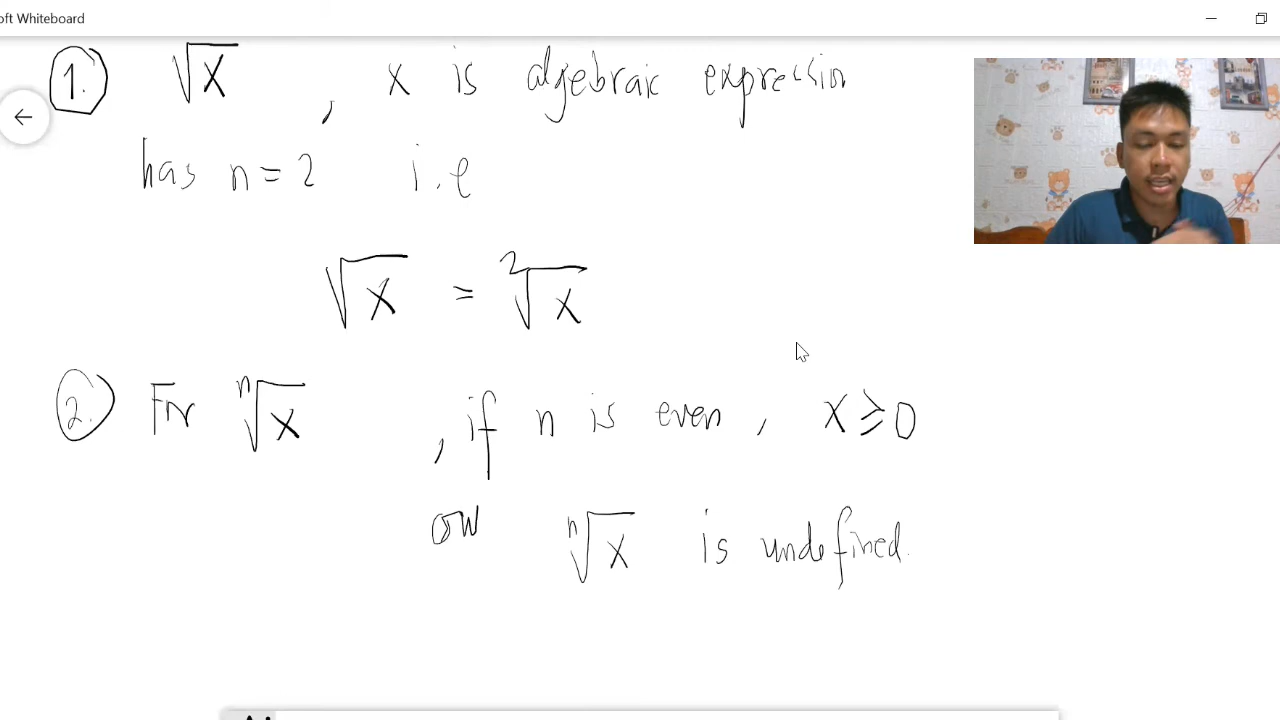 oft Whiteboard
1. √x , x is algebraic expression
has n = 2 i.e
√x = ²√x
2. For ⁿ√x , if n is even , x ≥ 0
ow ⁿ√x is undefined.